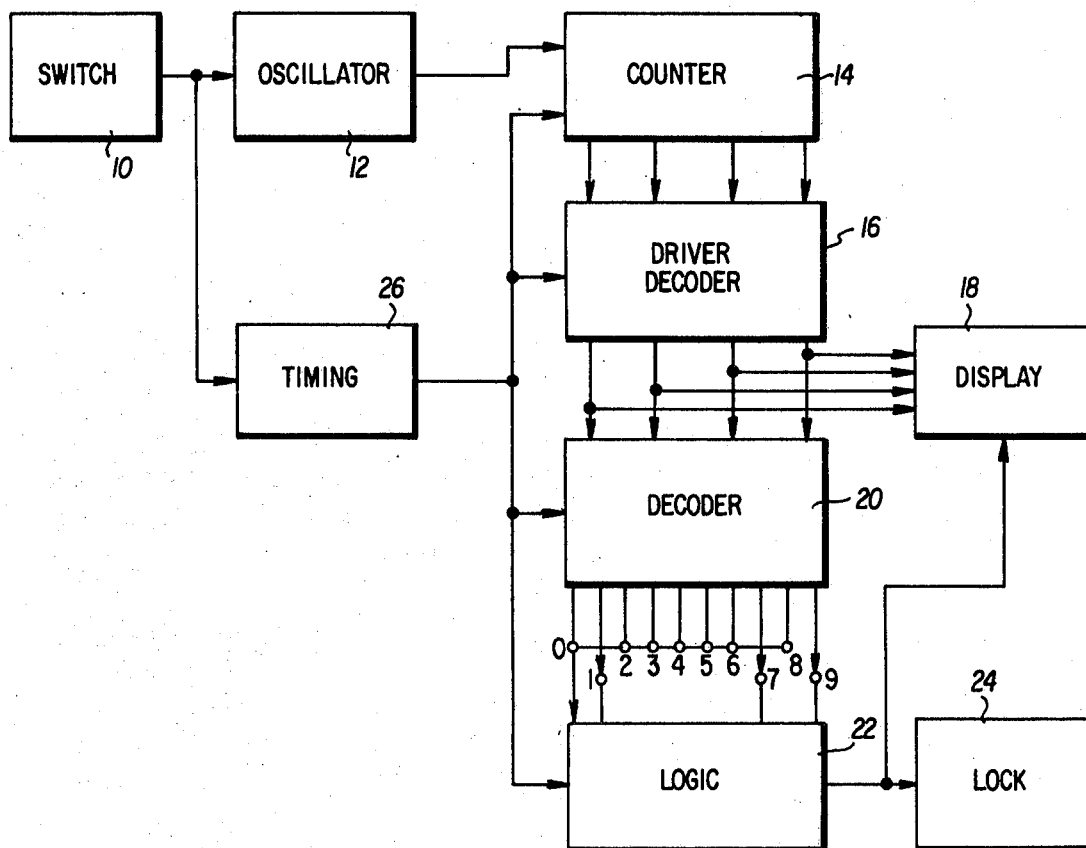 SWITCH
OSCILLATOR
COUNTER
14
10
12
DRIVER
DECODER
16
26
18
TIMING
DISPLAY
DECODER
20
0
2
3
4
5
6
8
1
7
9
24
22
LOGIC
LOCK